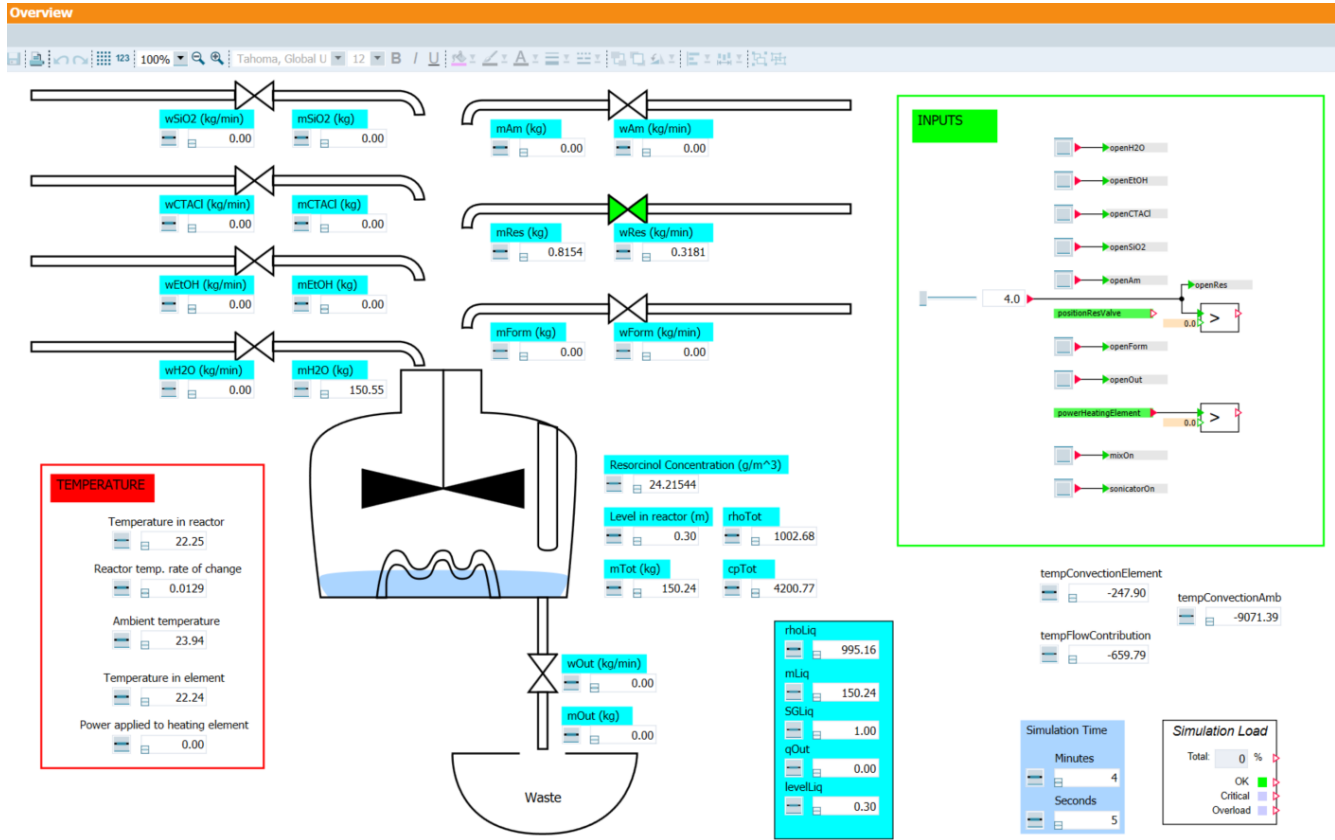 Overview
123 100% Tahoma, Global U 12 B I U A
wSiO2 (kg/min) mSiO2 (kg)
0.00 0.00
wCTACl (kg/min) mCTACl (kg)
0.00 0.00
wEtOH (kg/min) mEtOH (kg)
0.00 0.00
wH2O (kg/min) mH2O (kg)
0.00 150.55
mAm (kg) wAm (kg/min)
0.00 0.00
mRes (kg) wRes (kg/min)
0.8154 0.3181
mForm (kg) wForm (kg/min)
0.00 0.00
INPUTS
openH2O
openEtOH
openCTACl
openSiO2
openAm
openRes
4.0
positionResValve
0.0 >
openForm
openOut
powerHeatingElement
0.0 >
mixOn
sonicatorOn
TEMPERATURE
Temperature in reactor
22.25
Reactor temp. rate of change
0.0129
Ambient temperature
23.94
Temperature in element
22.24
Power applied to heating element
0.00
Resorcinol Concentration (g/m^3)
24.21544
Level in reactor (m) rhoTot
0.30 1002.68
mTot (kg) cpTot
150.24 4200.77
wOut (kg/min)
0.00
mOut (kg)
0.00
Waste
rhoLiq
995.16
mLiq
150.24
SGLiq
1.00
qOut
0.00
levelLiq
0.30
tempConvectionElement
-247.90
tempConvectionAmb
-9071.39
tempFlowContribution
-659.79
Simulation Time
Minutes
4
Seconds
5
Simulation Load
Total: 0 %
OK
Critical
Overload